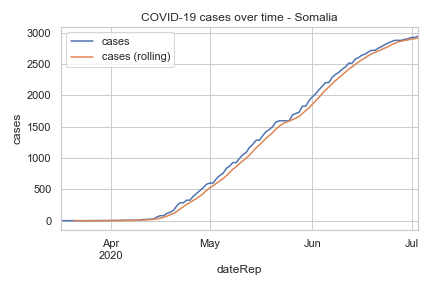 COVID-19 cases over time - Somalia
cases
cases (rolling)
3000
2500
2000
1500
1000
500
0
cases
Apr
2020
May
Jun
Jul
dateRep